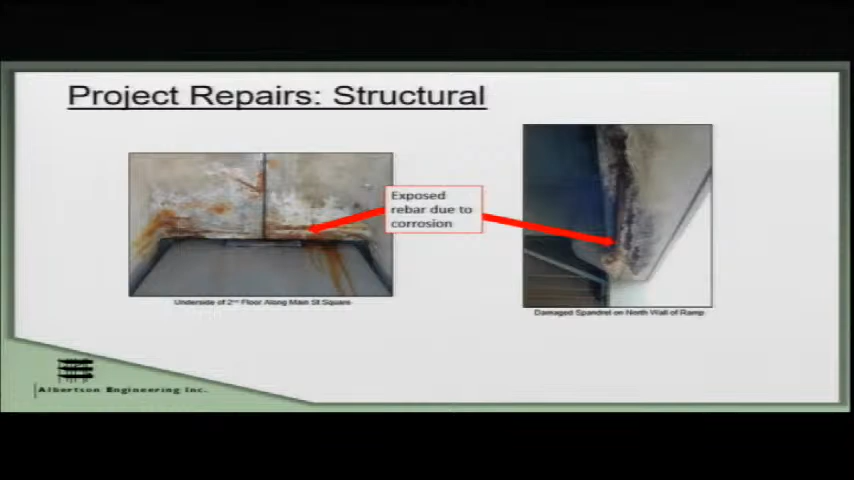 Project Repairs: Structural
Exposed
rebar due to
corrosion
Underside of 2nd Floor Along Main St Square
Damaged Spandrel on North Wall of Ramp
Albertson Engineering Inc.